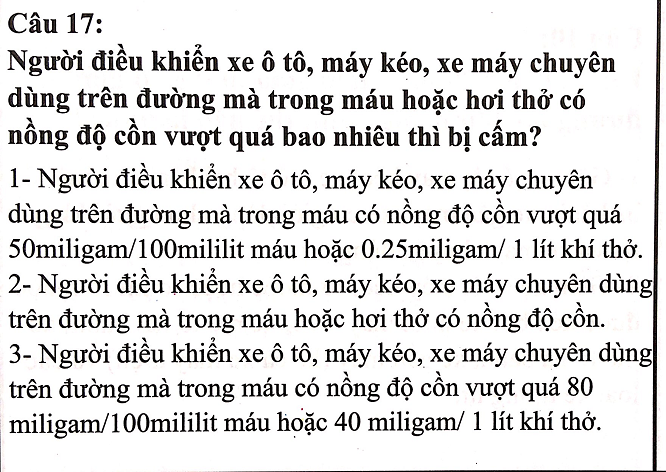 Câu 17:
Người điều khiển xe ô tô, máy kéo, xe máy chuyên
dùng trên đường mà trong máu hoặc hơi thở có
nồng độ cồn vượt quá bao nhiêu thì bị cấm?
1- Người điều khiển xe ô tô, máy kéo, xe máy chuyên
dùng trên đường mà trong máu có nồng độ cồn vượt quá
50miligam/100mililit máu hoặc 0.25miligam/ 1 lít khí thở.
2- Người điều khiển xe ô tô, máy kéo, xe máy chuyên dùng
trên đường mà trong máu hoặc hơi thở có nồng độ cồn.
3- Người điều khiển xe ô tô, máy kéo, xe máy chuyên dùng
trên đường mà trong máu có nồng độ cồn vượt quá 80
miligam/100mililit máu hoặc 40 miligam/ 1 lít khí thở.